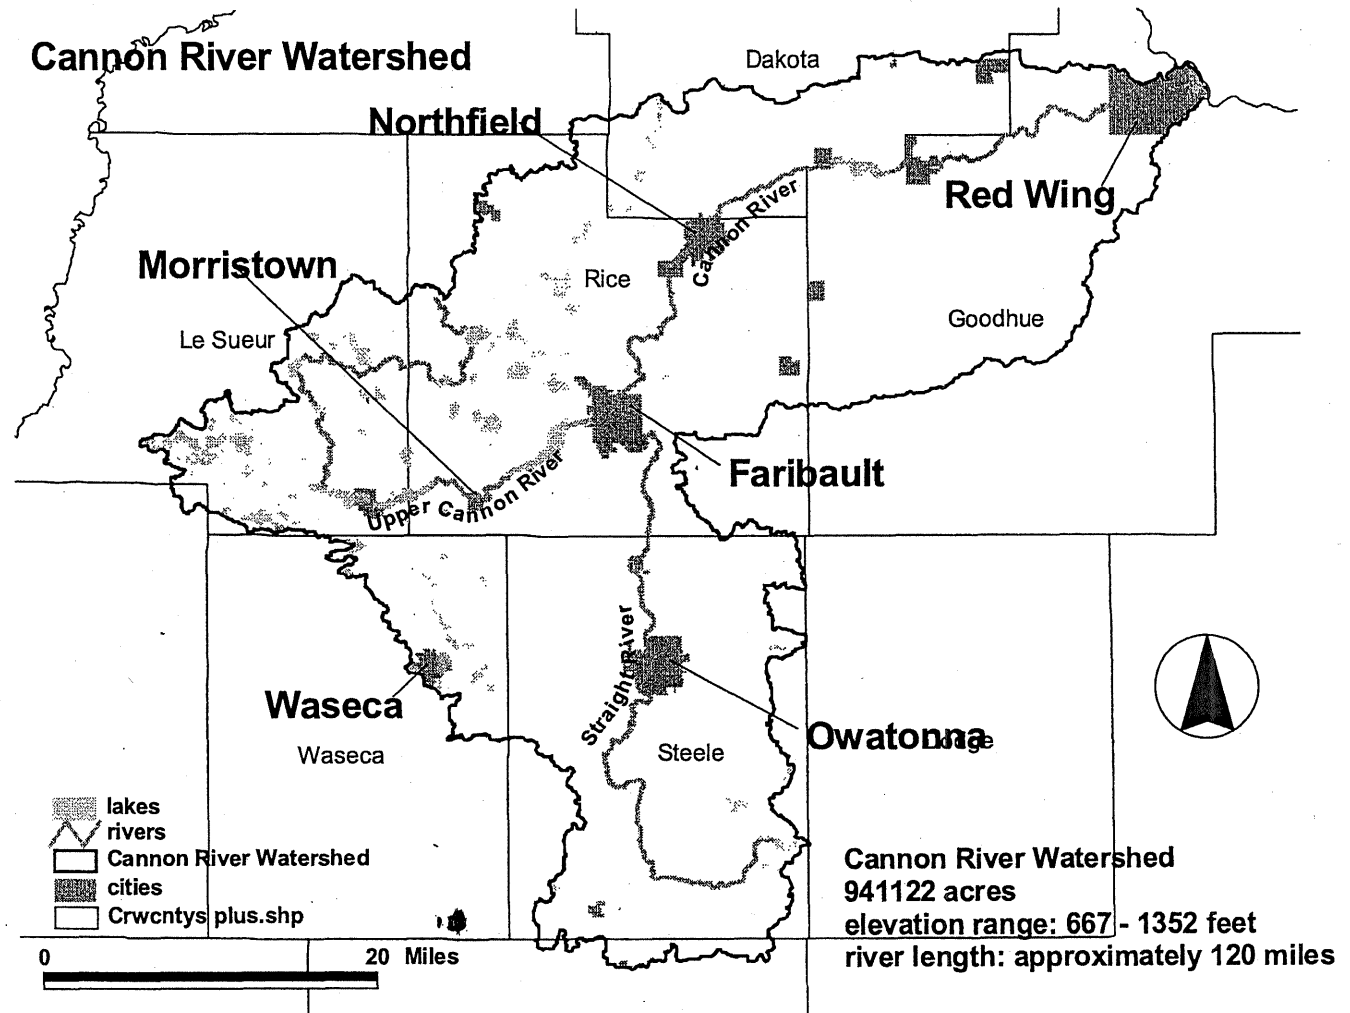 Cannon River Watershed
Dakota
Northfield
Red Wing
Cannon River
Morristown
Rice
Goodhue
Le Sueur
Faribault
Upper Cannon River
Straight River
Waseca
Owatonna
Waseca
Steele
lakes
rivers
Cannon River Watershed
cities
Crwcntys plus.shp
0 20 Miles
Cannon River Watershed
941122 acres
elevation range: 667 - 1352 feet
river length: approximately 120 miles